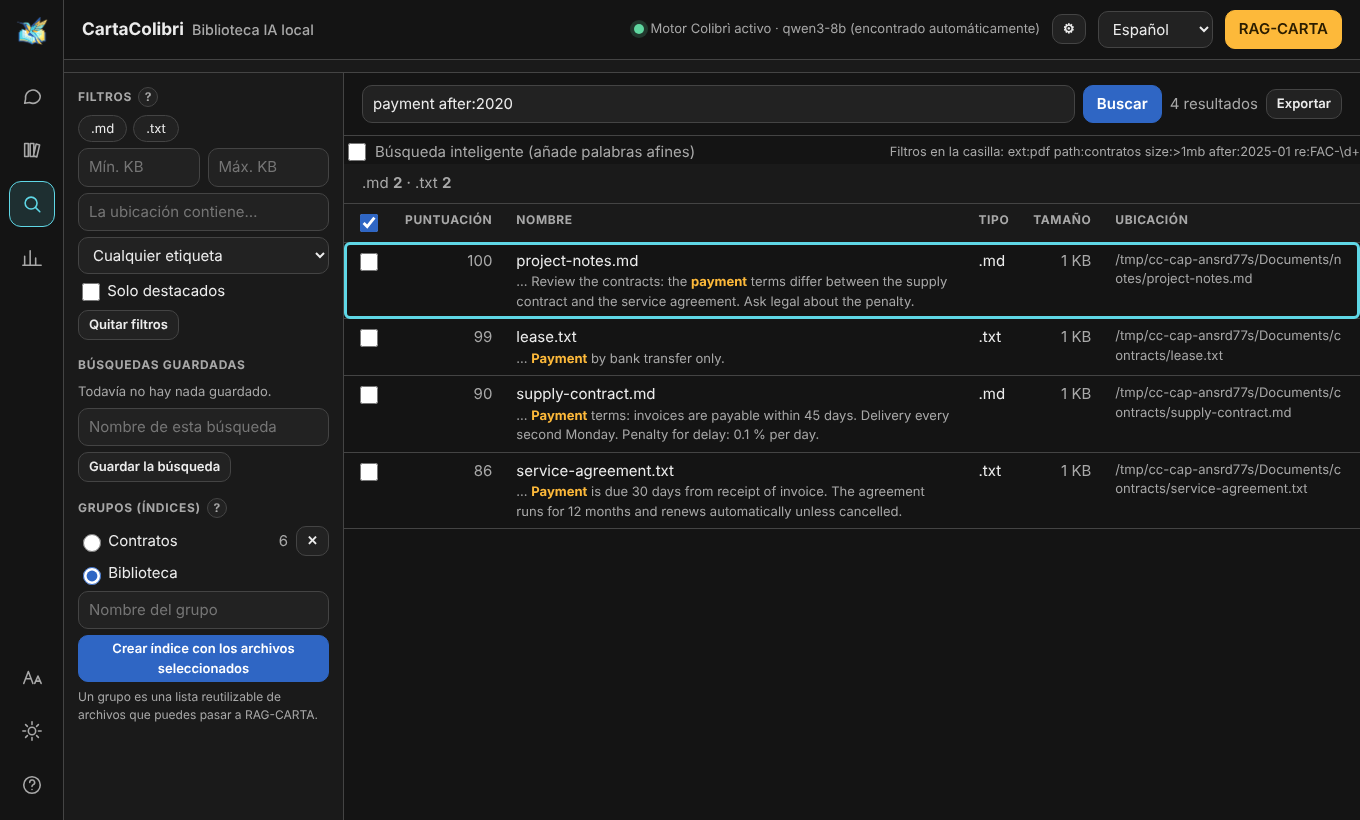 CartaColibri Biblioteca IA local
Motor Colibrì activo · qwen3-8b (encontrado automáticamente)
Español
RAG-CARTA
FILTROS ?
.md .txt
Mín. KB Máx. KB
La ubicación contiene...
Cualquier etiqueta
Solo destacados
Quitar filtros
BÚSQUEDAS GUARDADAS
Todavía no hay nada guardado.
Nombre de esta búsqueda
Guardar la búsqueda
GRUPOS (ÍNDICES) ?
Contratos 6 ✕
Biblioteca
Nombre del grupo
Crear índice con los archivos
seleccionados
Un grupo es una lista reutilizable de
archivos que puedes pasar a RAG-CARTA.
payment after:2020
Buscar
4 resultados
Exportar
Búsqueda inteligente (añade palabras afines)
Filtros en la casilla: ext:pdf path:contratos size:>1mb after:2025-01 re:FAC-\d+
.md 2 · .txt 2
PUNTUACIÓN NOMBRE TIPO TAMAÑO UBICACIÓN
100 project-notes.md .md 1 KB /tmp/cc-cap-ansrd77s/Documents/n
otes/project-notes.md
... Review the contracts: the payment terms differ between the supply
contract and the service agreement. Ask legal about the penalty.
99 lease.txt .txt 1 KB /tmp/cc-cap-ansrd77s/Documents/c
ontracts/lease.txt
... Payment by bank transfer only.
90 supply-contract.md .md 1 KB /tmp/cc-cap-ansrd77s/Documents/c
ontracts/supply-contract.md
... Payment terms: invoices are payable within 45 days. Delivery every
second Monday. Penalty for delay: 0.1 % per day.
86 service-agreement.txt .txt 1 KB /tmp/cc-cap-ansrd77s/Documents/c
ontracts/service-agreement.txt
... Payment is due 30 days from receipt of invoice. The agreement
runs for 12 months and renews automatically unless cancelled.
AA
?